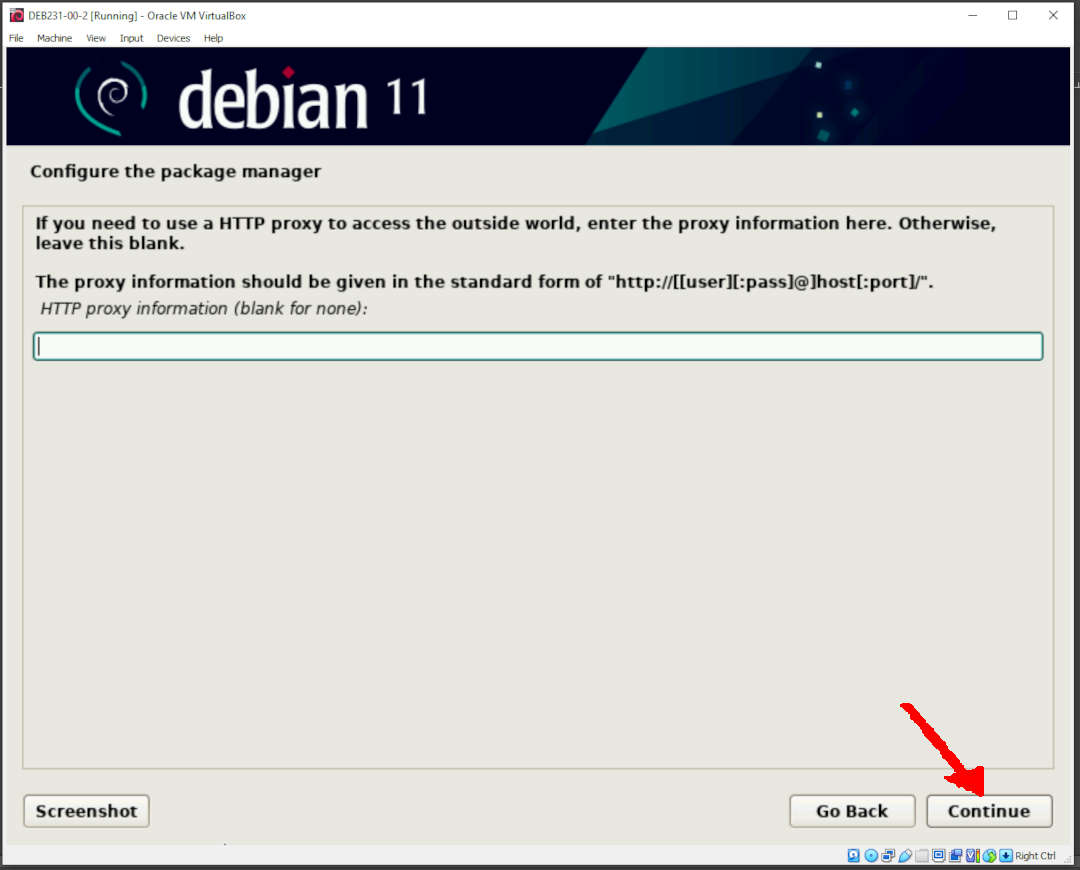 DEB231-00-2 [Running] - Oracle VM VirtualBox
File Machine View Input Devices Help
debian 11
Configure the package manager
If you need to use a HTTP proxy to access the outside world, enter the proxy information here. Otherwise,
leave this blank.
The proxy information should be given in the standard form of "http://[[user][:pass]@]host[:port]/".
HTTP proxy information (blank for none):
Screenshot Go Back Continue
Right Ctrl